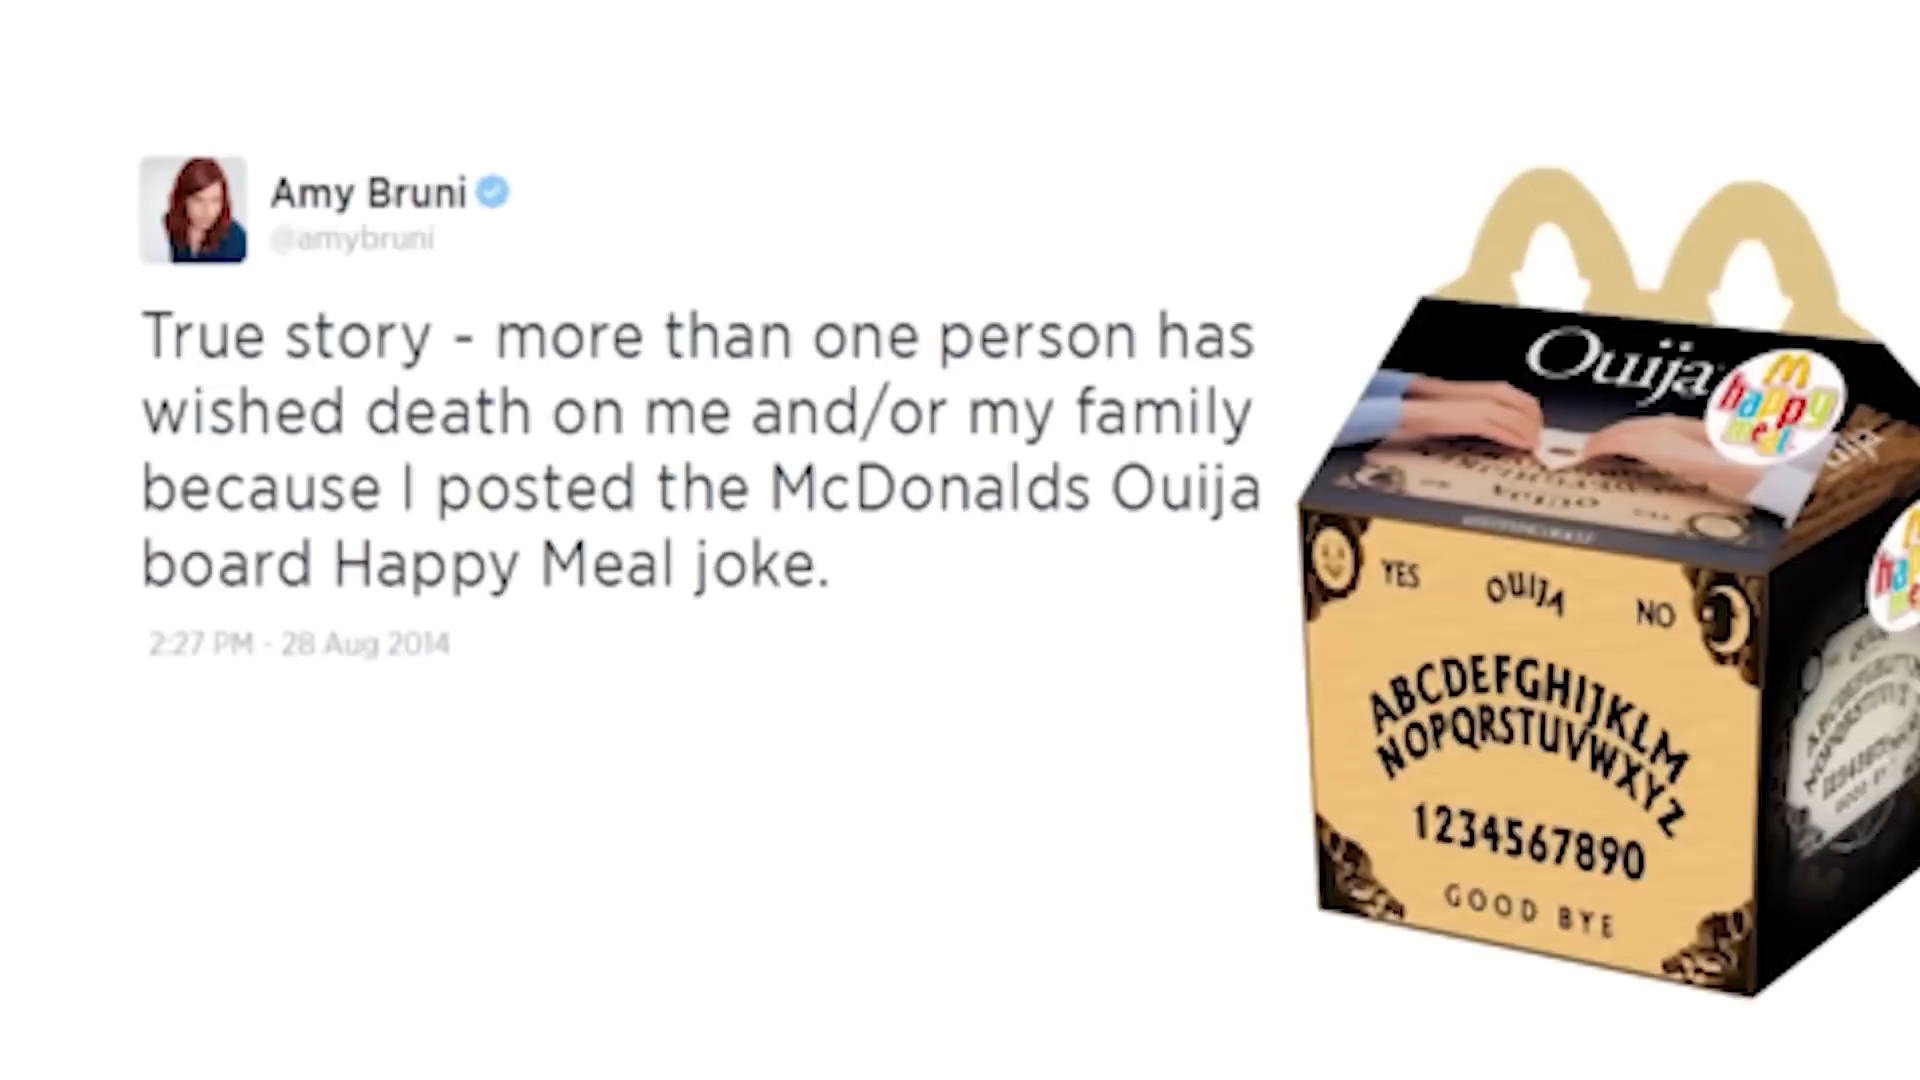 Amy Bruni
@amybruni
True story - more than one person has
wished death on me and/or my family
because I posted the McDonalds Ouija
board Happy Meal joke.
2:27 PM - 28 Aug 2014
Ouija
happy
meal
YES OUIJA NO
ABCDEFGHIJKLM
NOPQRSTUVWXYZ
1234567890
GOOD BYE